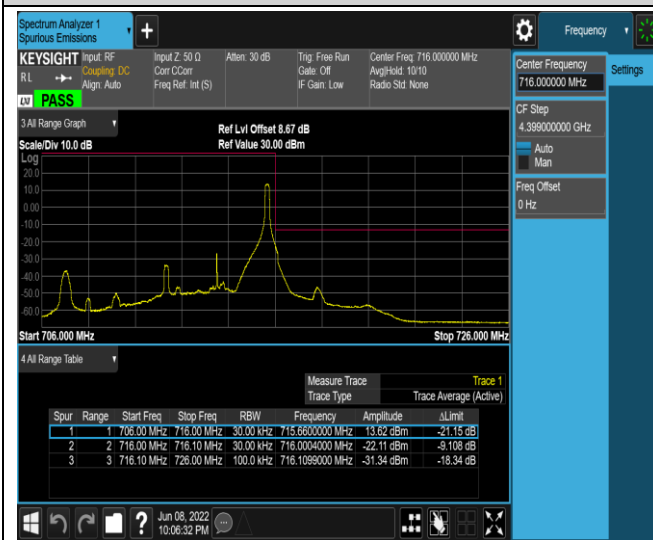 Spectrum Analyzer 1
Spurious Emissions
Frequency
KEYSIGHT Input: RF Input Z: 50 Ω Atten: 30 dB Trig: Free Run Center Freq: 716.000000 MHz
RL Coupling: DC Corr CCorr Gate: Off Avg|Hold: 10/10
Align: Auto Freq Ref: Int (S) IF Gain: Low Radio Std: None
LXI PASS
Center Frequency
716.000000 MHz
Settings
CF Step
4.399000000 GHz
Auto
Man
Freq Offset
0 Hz
3 All Range Graph
Ref Lvl Offset 8.67 dB
Scale/Div 10.0 dB Ref Value 30.00 dBm
Log
20.0
10.0
0.00
-10.0
-20.0
-30.0
-40.0
-50.0
-60.0
Start 706.000 MHz Stop 726.000 MHz
4 All Range Table
Measure Trace Trace 1
Trace Type Trace Average (Active)
Spur Range Start Freq Stop Freq RBW Frequency Amplitude ΔLimit
1 1 706.00 MHz 716.00 MHz 30.00 kHz 715.6600000 MHz 13.62 dBm -21.15 dB
2 2 716.00 MHz 716.10 MHz 30.00 kHz 716.0004000 MHz -22.11 dBm -9.108 dB
3 3 716.10 MHz 726.00 MHz 100.0 kHz 716.1099000 MHz -31.34 dBm -18.34 dB
Jun 08, 2022
10:06:32 PM